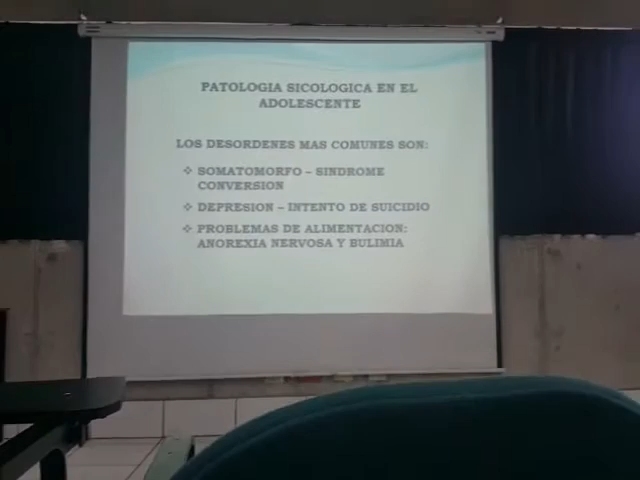 PATOLOGIA SICOLOGICA EN EL
ADOLESCENTE
LOS DESORDENES MAS COMUNES SON:
❖ SOMATOMORFO – SINDROME
CONVERSION
❖ DEPRESION – INTENTO DE SUICIDIO
❖ PROBLEMAS DE ALIMENTACION:
ANOREXIA NERVOSA Y BULIMIA